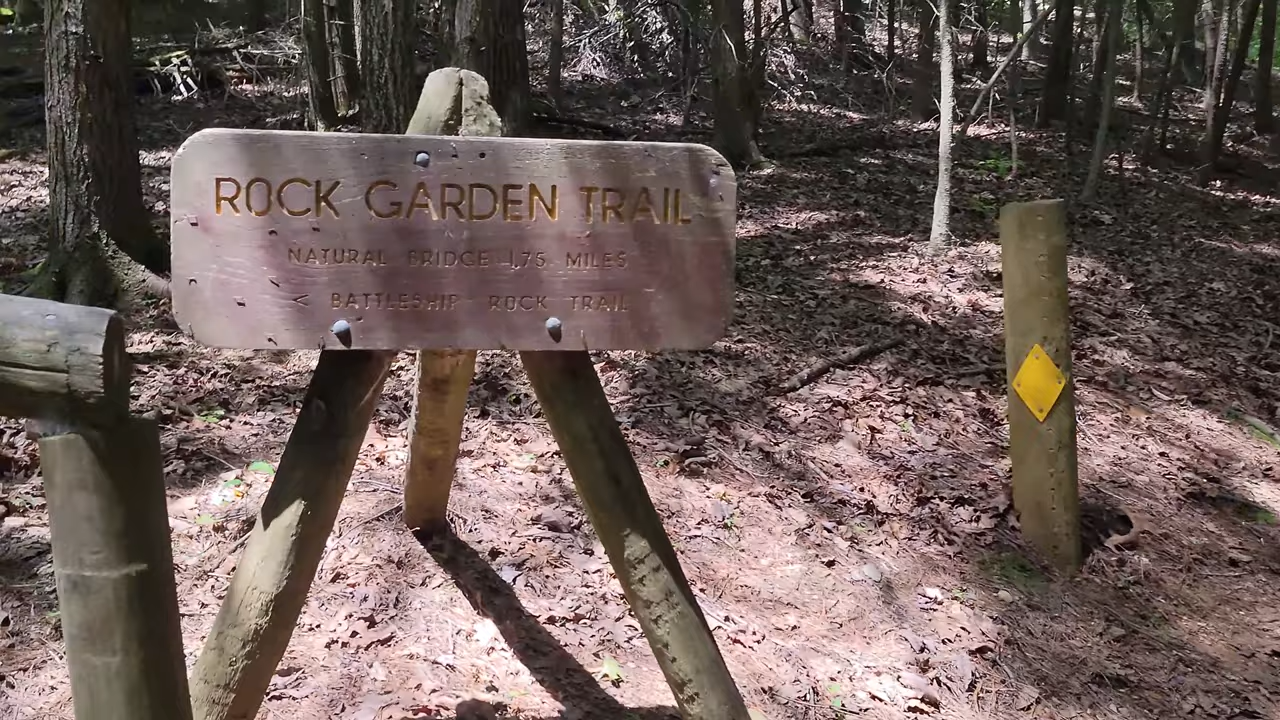 ROCK GARDEN TRAIL
NATURAL BRIDGE 1.75 MILES
< BATTLESHIP ROCK TRAIL